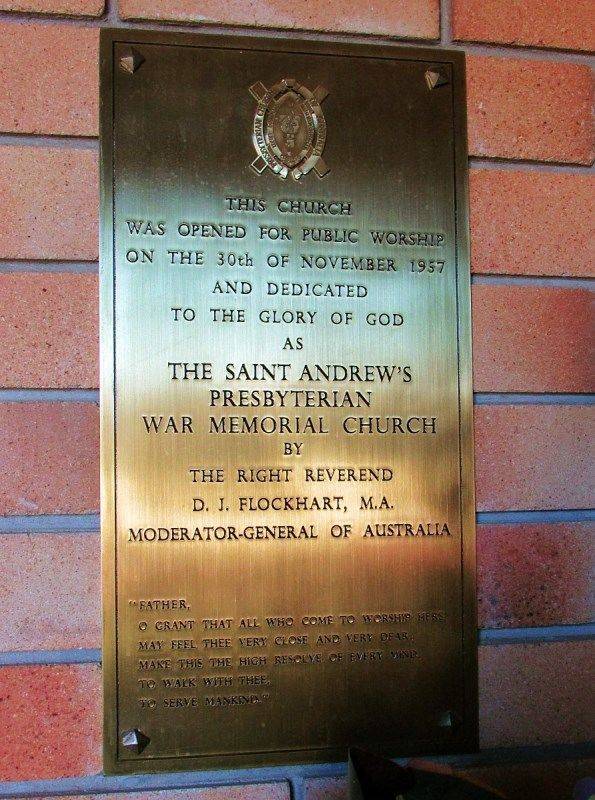 THIS CHURCH
WAS OPENED FOR PUBLIC WORSHIP
ON THE 30th OF NOVEMBER 1957
AND DEDICATED
TO THE GLORY OF GOD
AS
THE SAINT ANDREW'S
PRESBYTERIAN
WAR MEMORIAL CHURCH
BY
THE RIGHT REVEREND
D. J. FLOCKHART, M.A.
MODERATOR-GENERAL OF AUSTRALIA
"FATHER,
O GRANT THAT ALL WHO COME TO WORSHIP HERE
MAY FEEL THEE VERY CLOSE AND VERY DEAR;
MAKE THIS THE HIGH RESOLVE OF EVERY MIND,
TO WALK WITH THEE,
TO SERVE MANKIND."